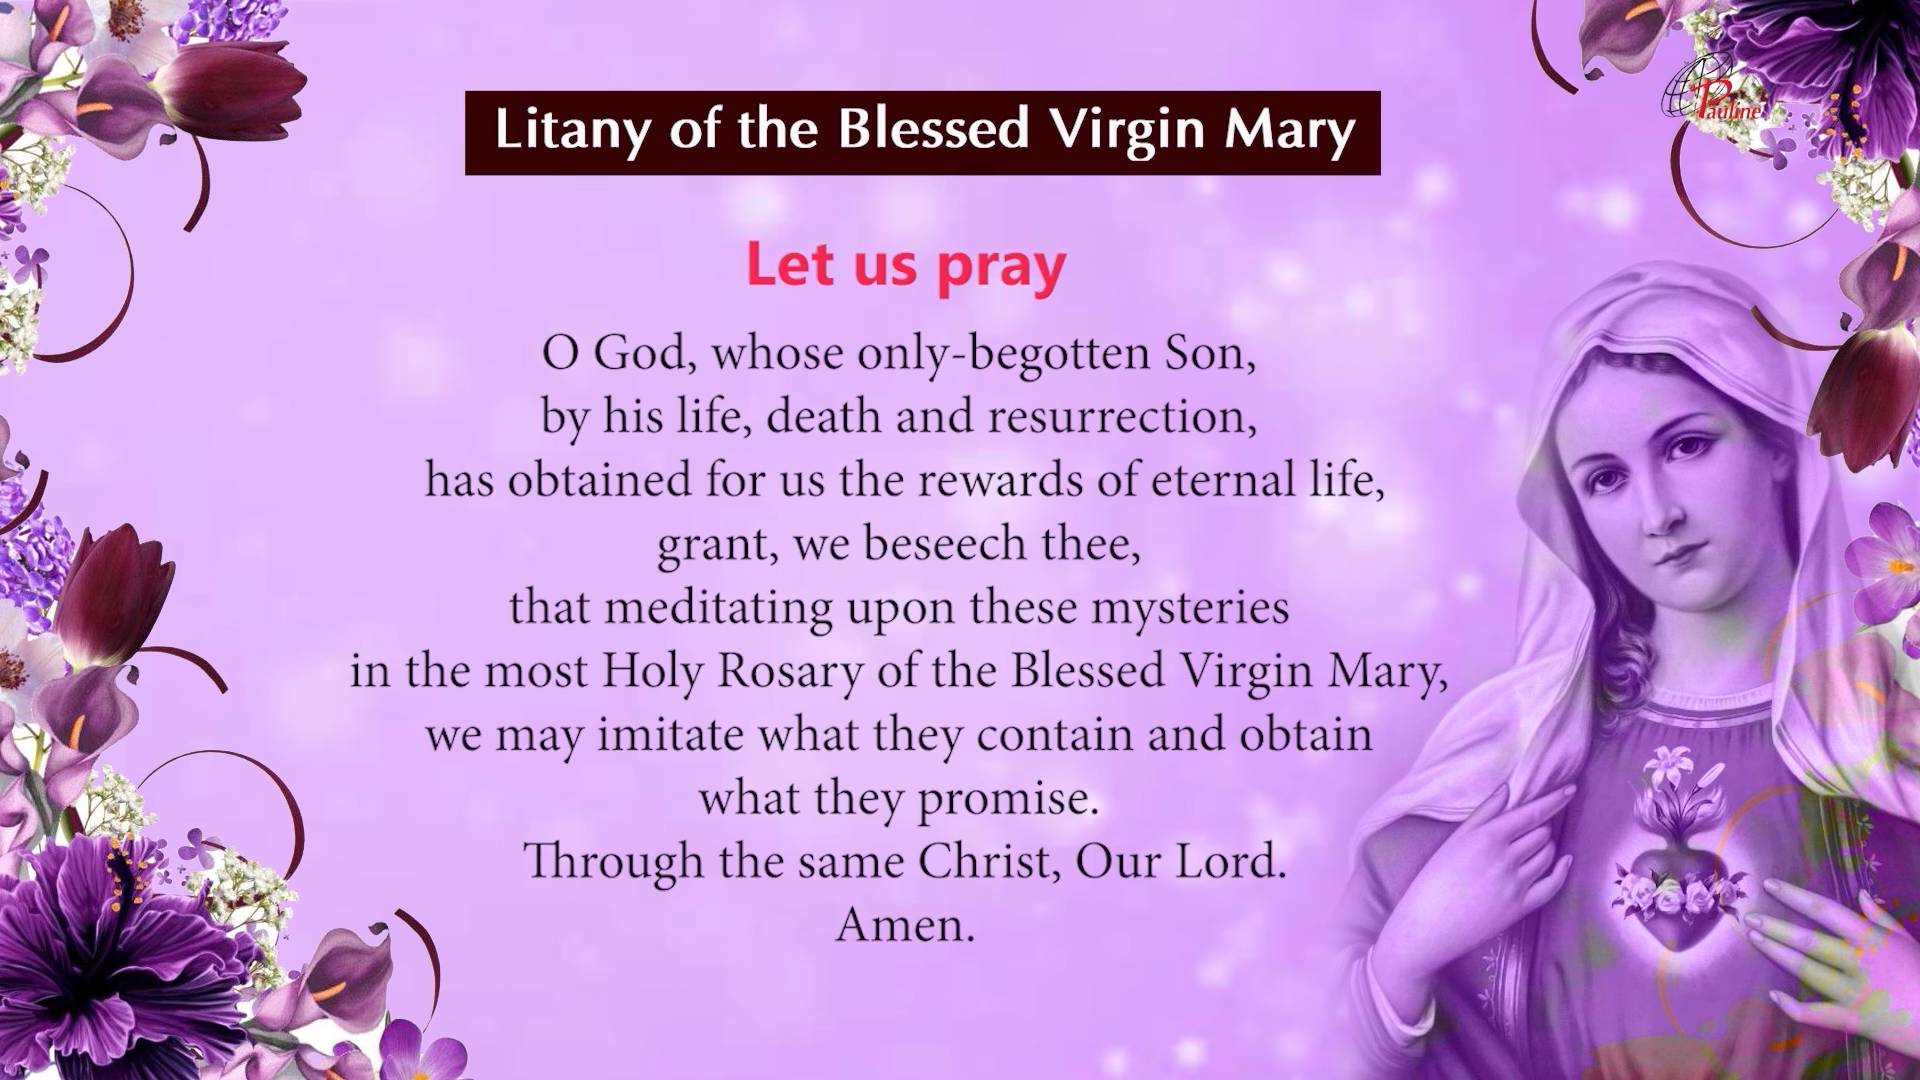 Pauline
Litany of the Blessed Virgin Mary
Let us pray
O God, whose only-begotten Son,
by his life, death and resurrection,
has obtained for us the rewards of eternal life,
grant, we beseech thee,
that meditating upon these mysteries
in the most Holy Rosary of the Blessed Virgin Mary,
we may imitate what they contain and obtain
what they promise.
Through the same Christ, Our Lord.
Amen.